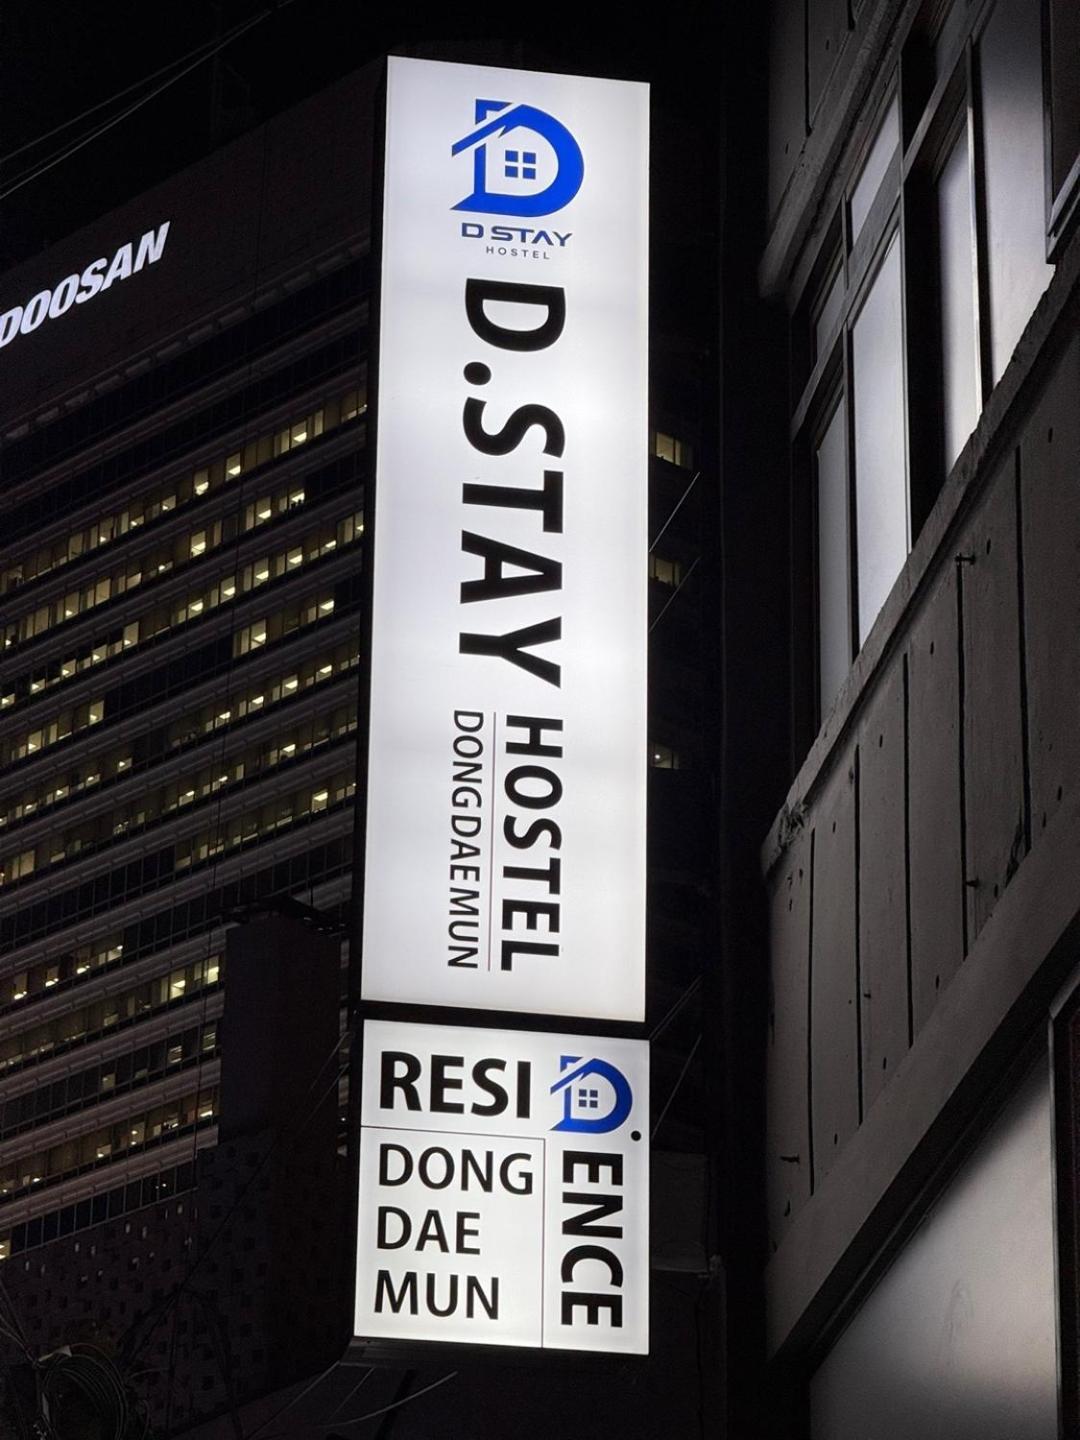 DOOSAN
D STAY
HOSTEL
D.STAY
HOSTEL
DONGDAEMUN
RESI
D.
ENCE
DONG
DAE
MUN